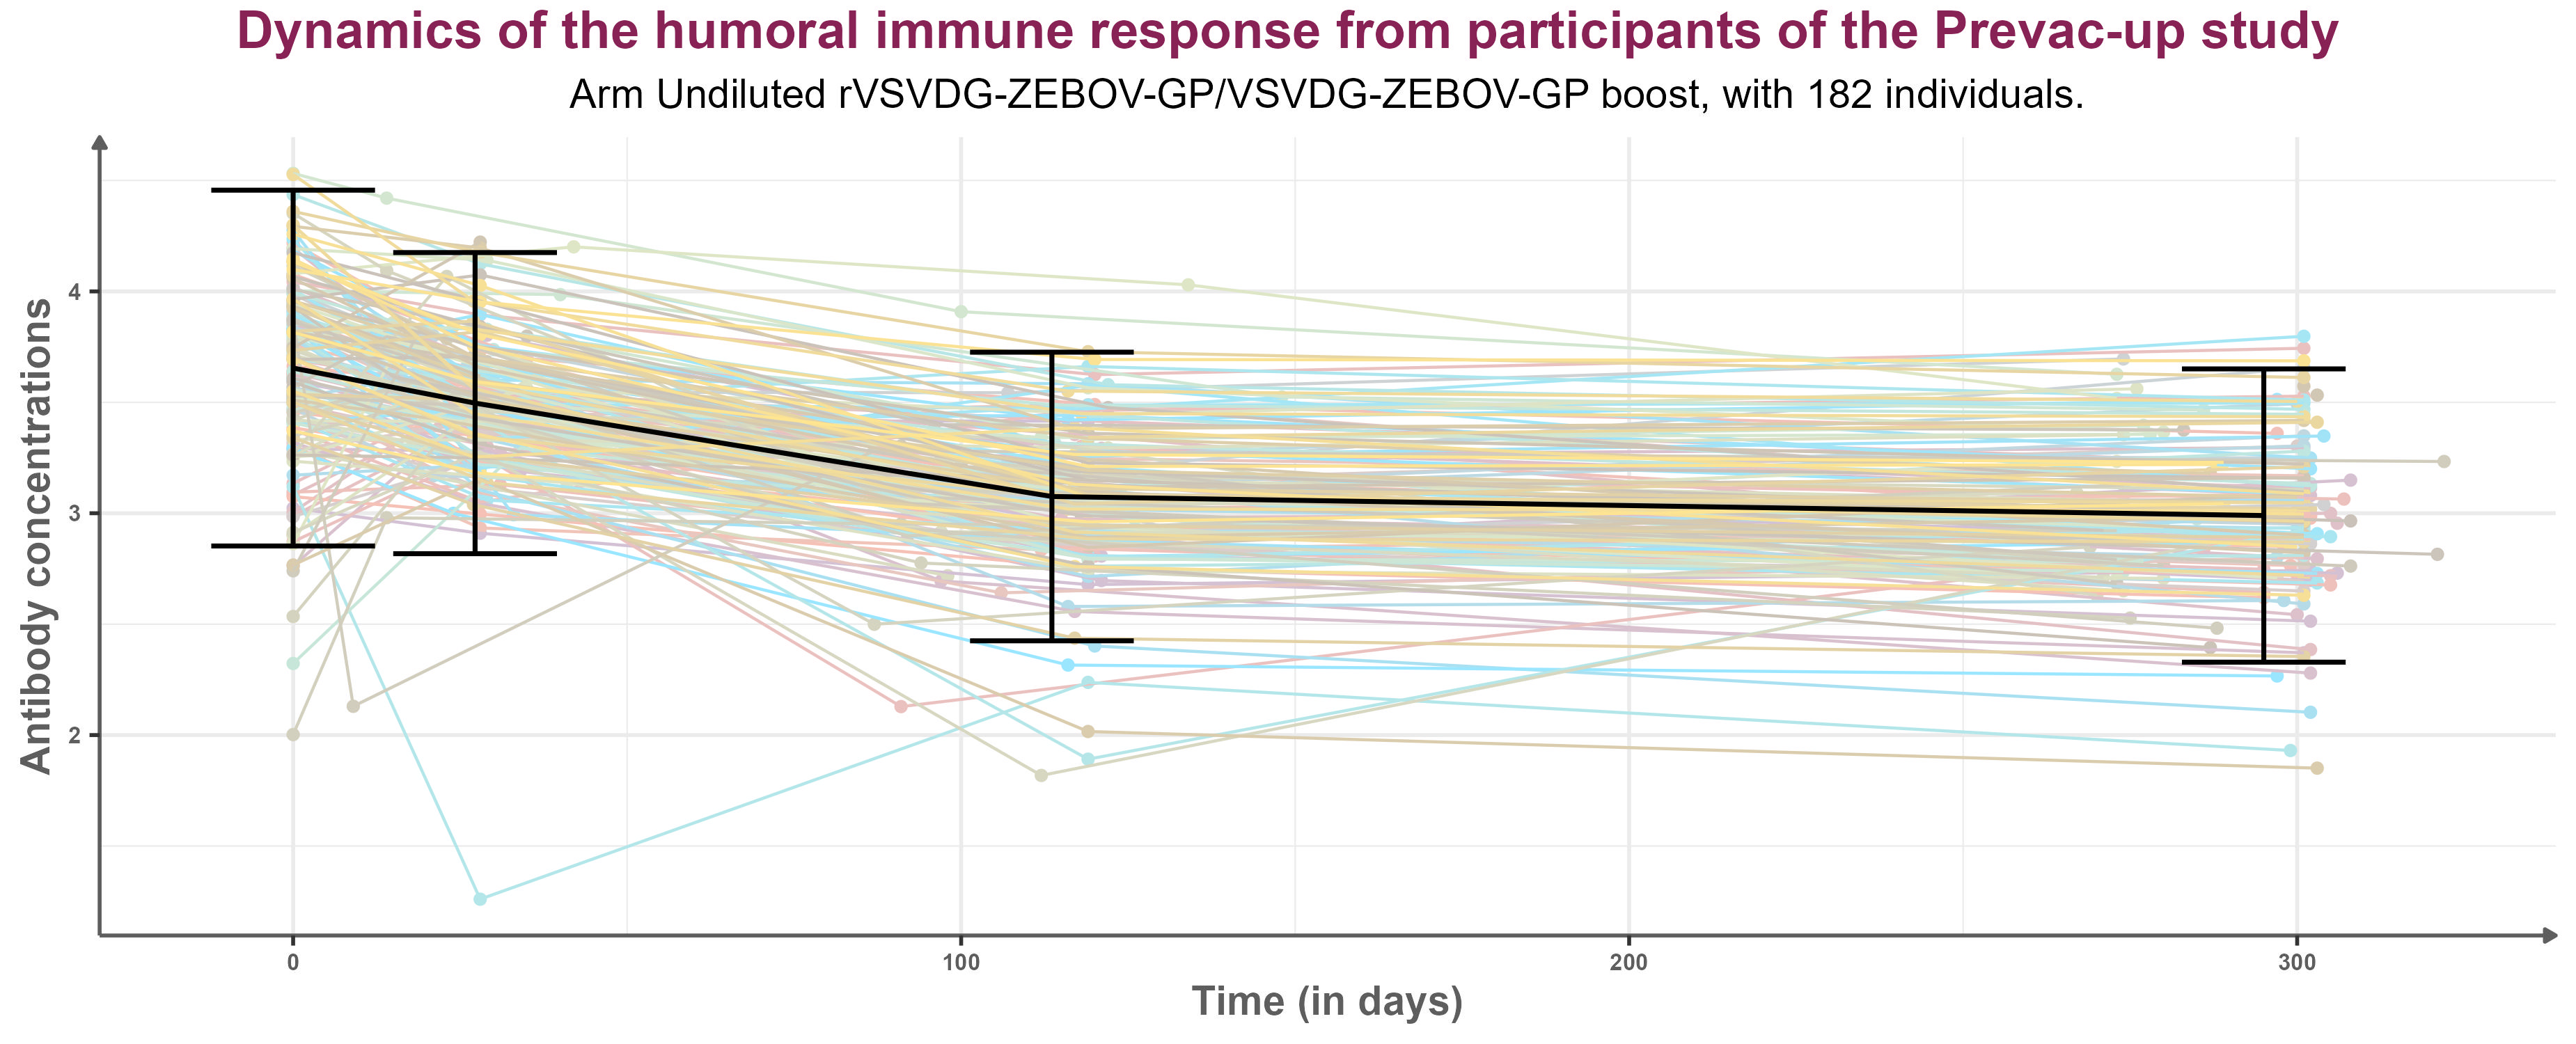 Dynamics of the humoral immune response from participants of the Prevac-up study
Arm Undiluted rVSVDG-ZEBOV-GP/VSVDG-ZEBOV-GP boost, with 182 individuals.
Antibody concentrations
4
3
2
0
100
200
300
Time (in days)